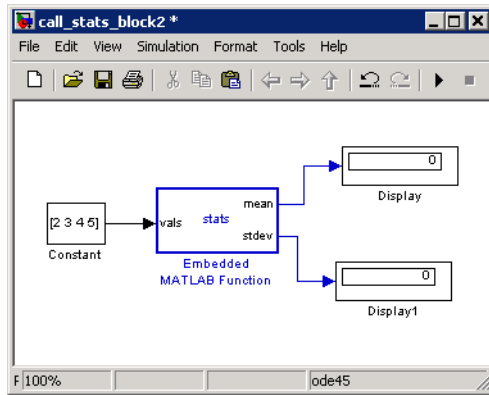 call_stats_block2 *
File Edit View Simulation Format Tools Help
0
Display
[2 3 4 5]
Constant
vals
stats
mean
stdev
Embedded
MATLAB Function
0
Display1
F 100%
ode45